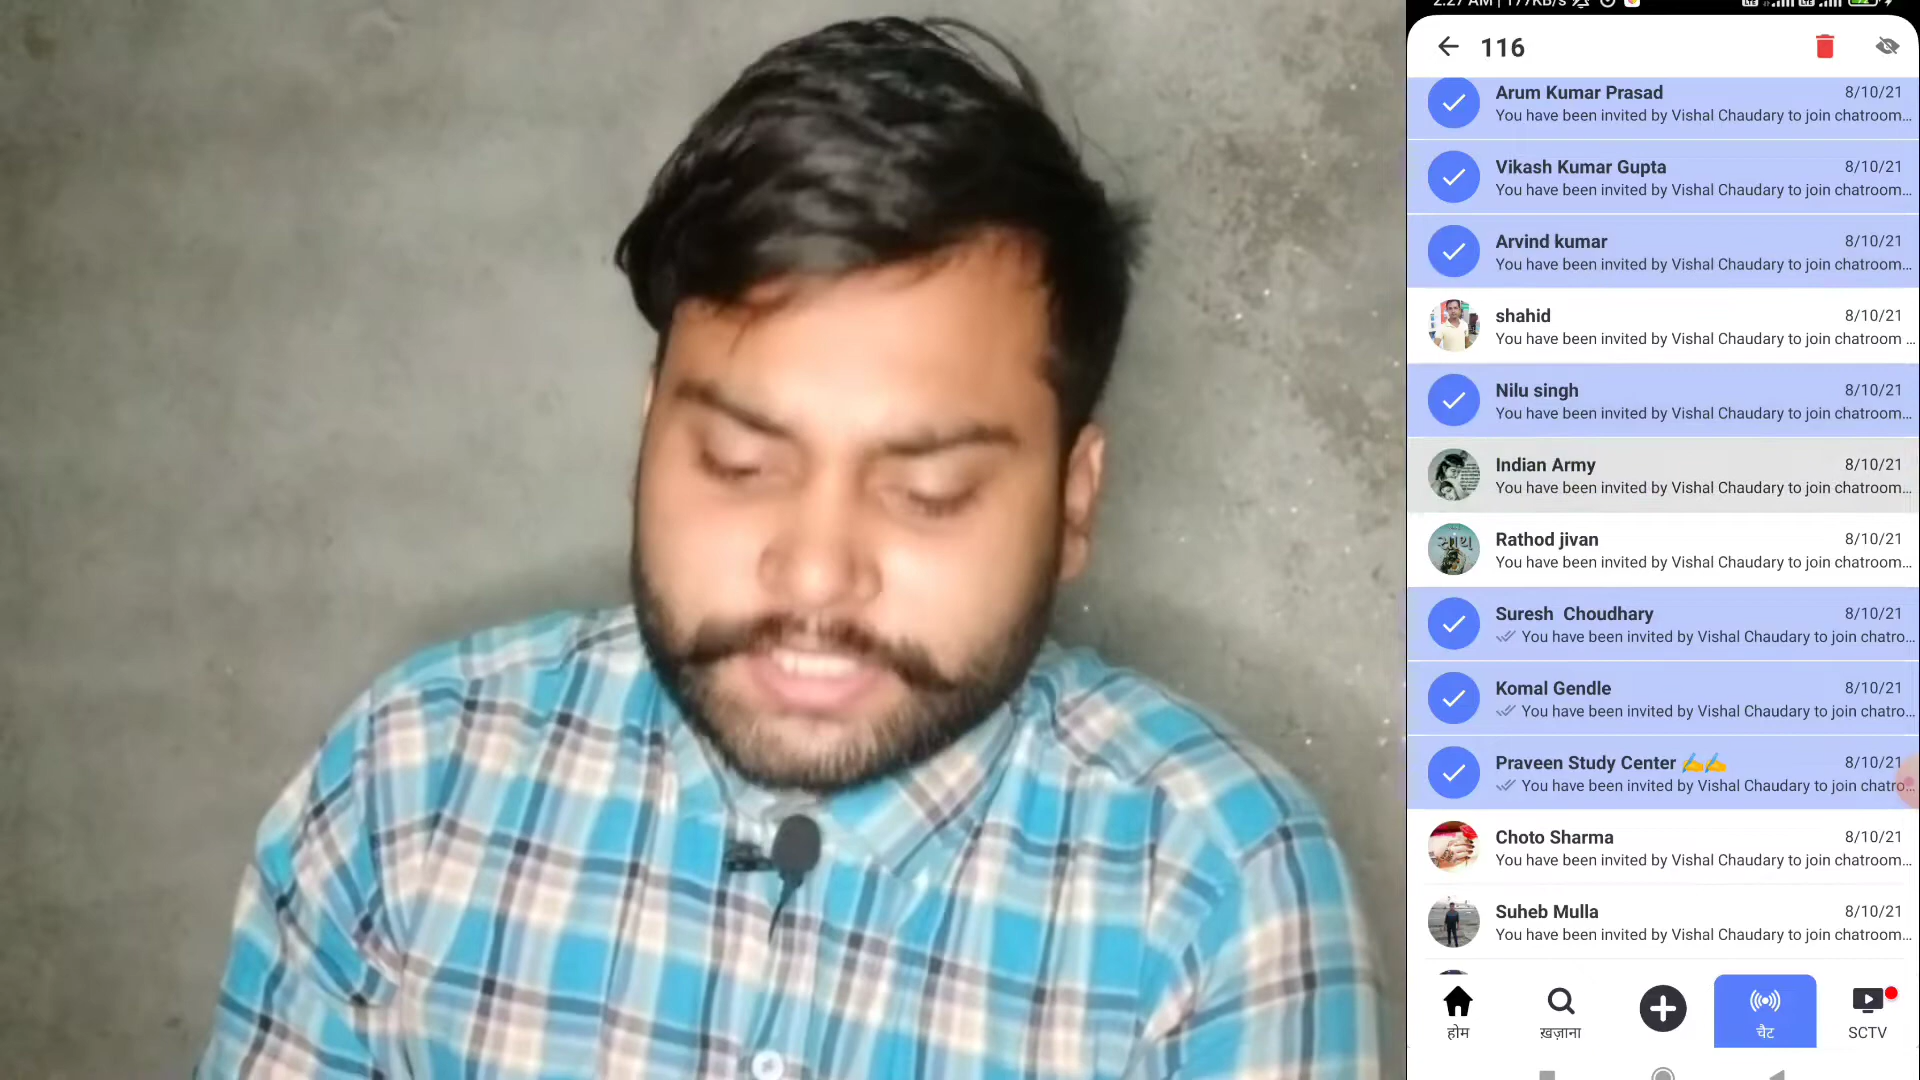 2:27 AM | 177KB/s
116
Arum Kumar Prasad 8/10/21
You have been invited by Vishal Chaudary to join chatroom...
Vikash Kumar Gupta 8/10/21
You have been invited by Vishal Chaudary to join chatroom...
Arvind kumar 8/10/21
You have been invited by Vishal Chaudary to join chatroom...
shahid 8/10/21
You have been invited by Vishal Chaudary to join chatroom ...
Nilu singh 8/10/21
You have been invited by Vishal Chaudary to join chatroom...
Indian Army 8/10/21
You have been invited by Vishal Chaudary to join chatroom...
Rathod jivan 8/10/21
You have been invited by Vishal Chaudary to join chatroom...
Suresh Choudhary 8/10/21
You have been invited by Vishal Chaudary to join chatro...
Komal Gendle 8/10/21
You have been invited by Vishal Chaudary to join chatro...
Praveen Study Center ✍️✍️ 8/10/21
You have been invited by Vishal Chaudary to join chatro...
Choto Sharma 8/10/21
You have been invited by Vishal Chaudary to join chatroom...
Suheb Mulla 8/10/21
You have been invited by Vishal Chaudary to join chatroom...
होम ख़ज़ाना चैट SCTV